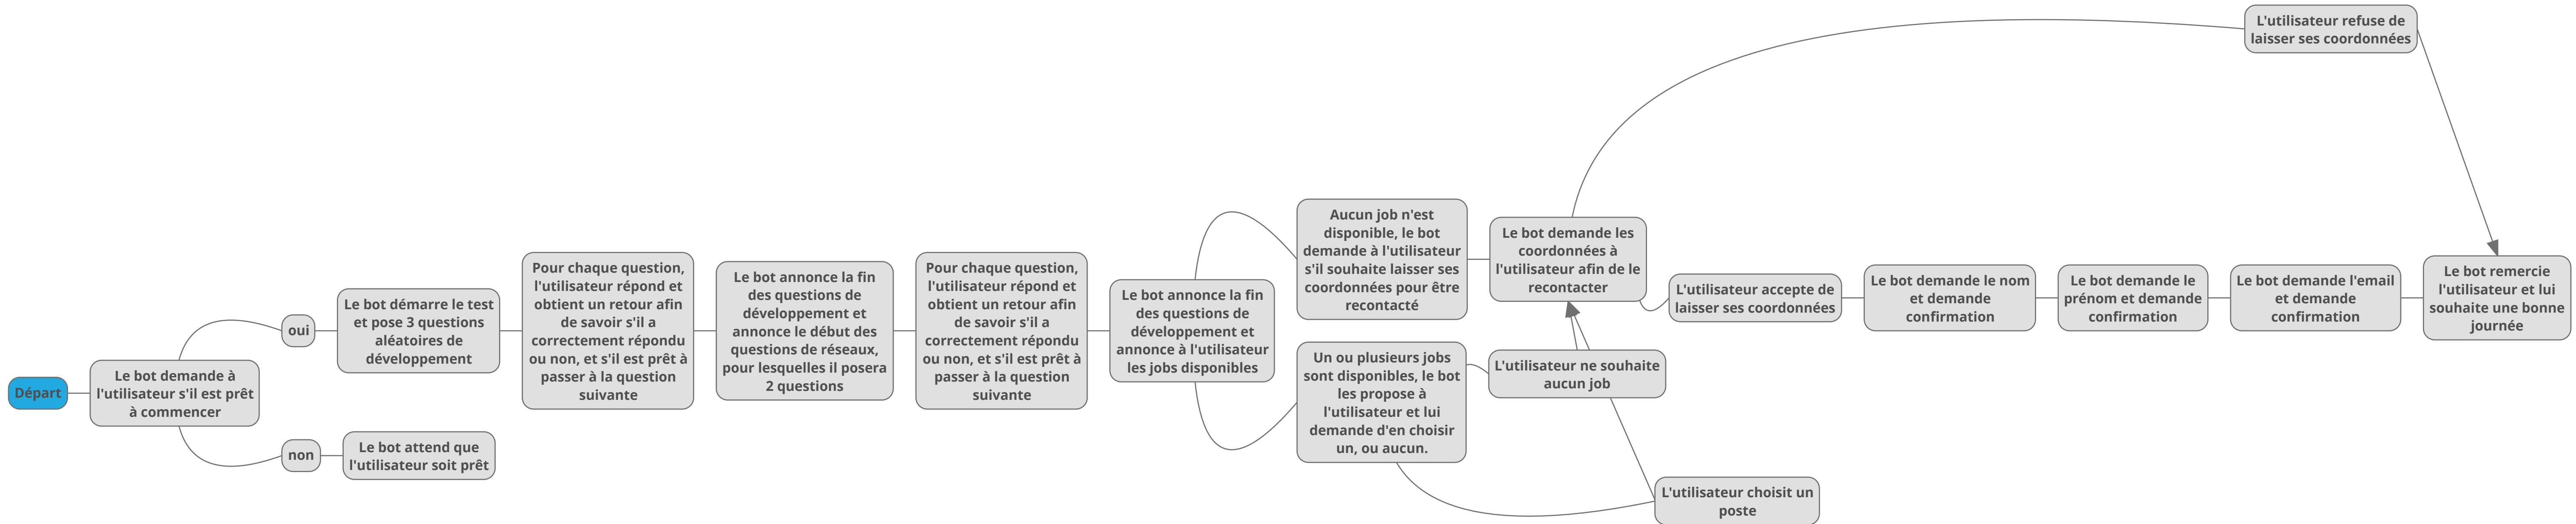 Départ
Le bot demande à
l'utilisateur s'il est prêt
à commencer
oui
non
Le bot démarre le test
et pose 3 questions
aléatoires de
développement
Le bot attend que
l'utilisateur soit prêt
Pour chaque question,
l'utilisateur répond et
obtient un retour afin
de savoir s'il a
correctement répondu
ou non, et s'il est prêt à
passer à la question
suivante
Le bot annonce la fin
des questions de
développement et
annonce le début des
questions de réseaux,
pour lesquelles il posera
2 questions
Pour chaque question,
l'utilisateur répond et
obtient un retour afin
de savoir s'il a
correctement répondu
ou non, et s'il est prêt à
passer à la question
suivante
Le bot annonce la fin
des questions de
développement et
annonce à l'utilisateur
les jobs disponibles
Aucun job n'est
disponible, le bot
demande à l'utilisateur
s'il souhaite laisser ses
coordonnées pour être
recontacté
Un ou plusieurs jobs
sont disponibles, le bot
les propose à
l'utilisateur et lui
demande d'en choisir
un, ou aucun.
Le bot demande les
coordonnées à
l'utilisateur afin de le
recontacter
L'utilisateur ne souhaite
aucun job
L'utilisateur choisit un
poste
L'utilisateur refuse de
laisser ses coordonnées
L'utilisateur accepte de
laisser ses coordonnées
Le bot demande le nom
et demande
confirmation
Le bot demande le
prénom et demande
confirmation
Le bot demande l'email
et demande
confirmation
Le bot remercie
l'utilisateur et lui
souhaite une bonne
journée